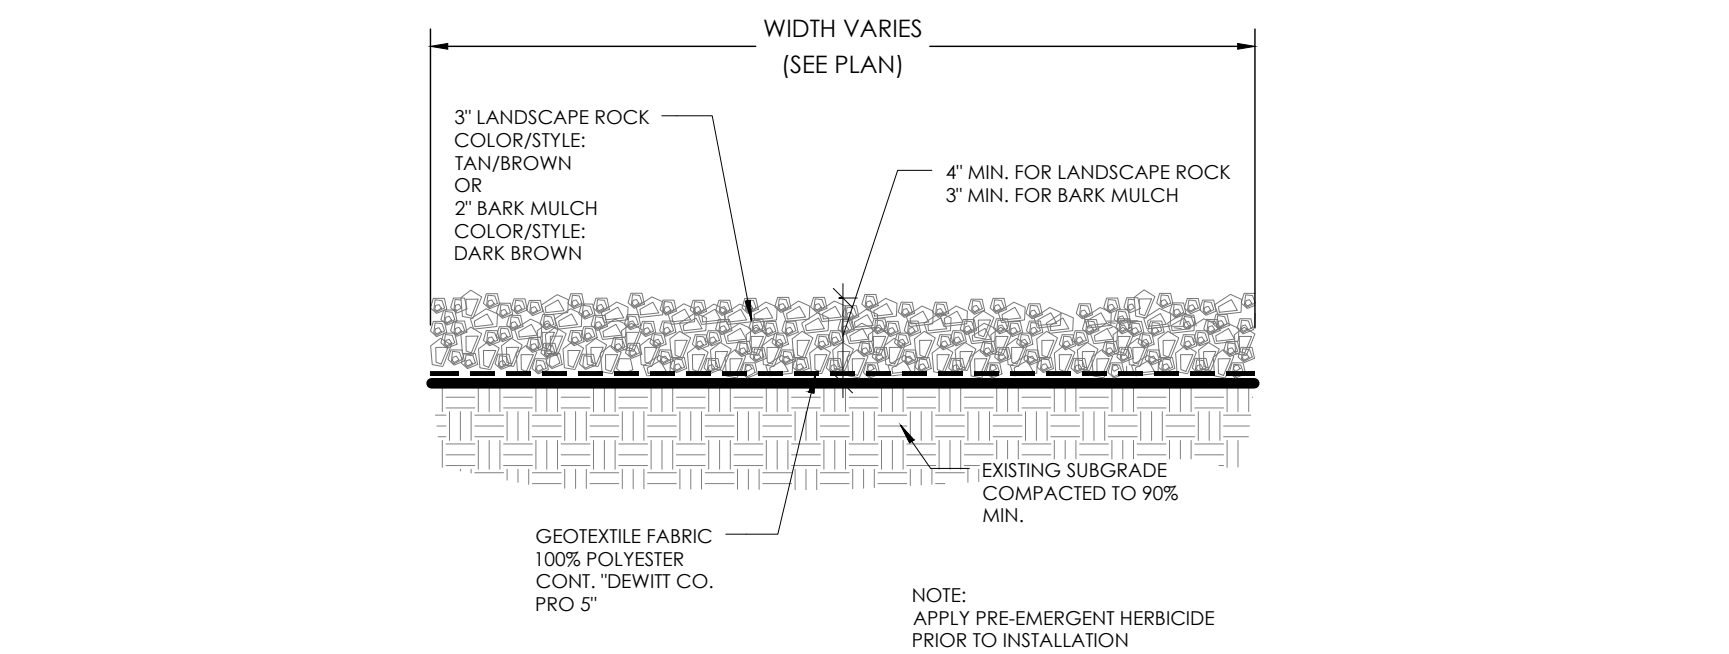 WIDTH VARIES
(SEE PLAN)
3" LANDSCAPE ROCK
COLOR/STYLE:
TAN/BROWN
OR
2" BARK MULCH
COLOR/STYLE:
DARK BROWN
4" MIN. FOR LANDSCAPE ROCK
3" MIN. FOR BARK MULCH
EXISTING SUBGRADE
COMPACTED TO 90%
MIN.
GEOTEXTILE FABRIC
100% POLYESTER
CONT. "DEWITT CO.
PRO 5"
NOTE:
APPLY PRE-EMERGENT HERBICIDE
PRIOR TO INSTALLATION